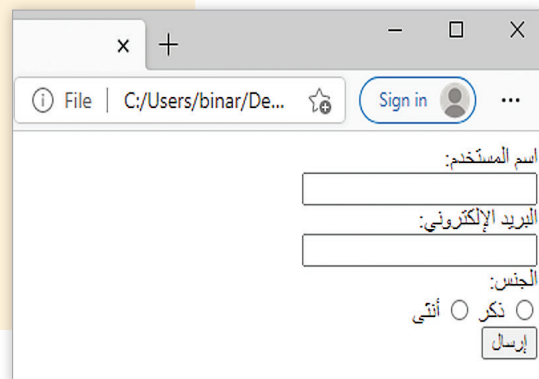 File | C:/Users/binar/De...
Sign in
اسم المستخدم:
البريد الإلكتروني:
الجنس:
ذكر أنثى
إرسال